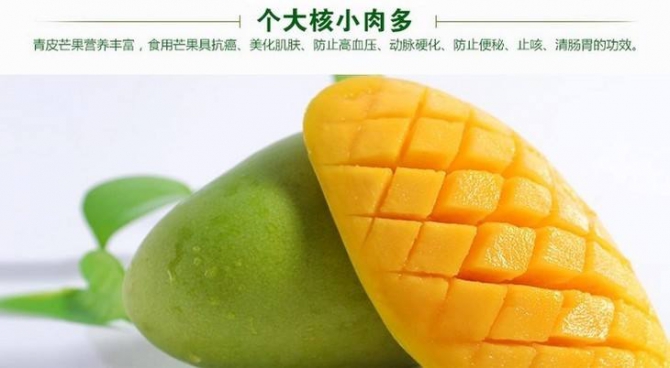 个大核小肉多
青皮芒果营养丰富，食用芒果具抗癌、美化肌肤、防止高血压、动脉硬化、防止便秘、止咳、清肠胃的功效。